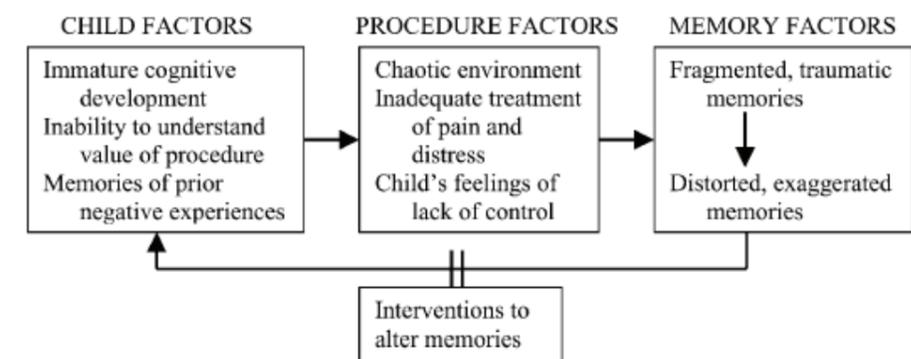 CHILD FACTORS
Immature cognitive
development
Inability to understand
value of procedure
Memories of prior
negative experiences
PROCEDURE FACTORS
Chaotic environment
Inadequate treatment
of pain and
distress
Child's feelings of
lack of control
MEMORY FACTORS
Fragmented, traumatic
memories
Distorted, exaggerated
memories
Interventions to
alter memories